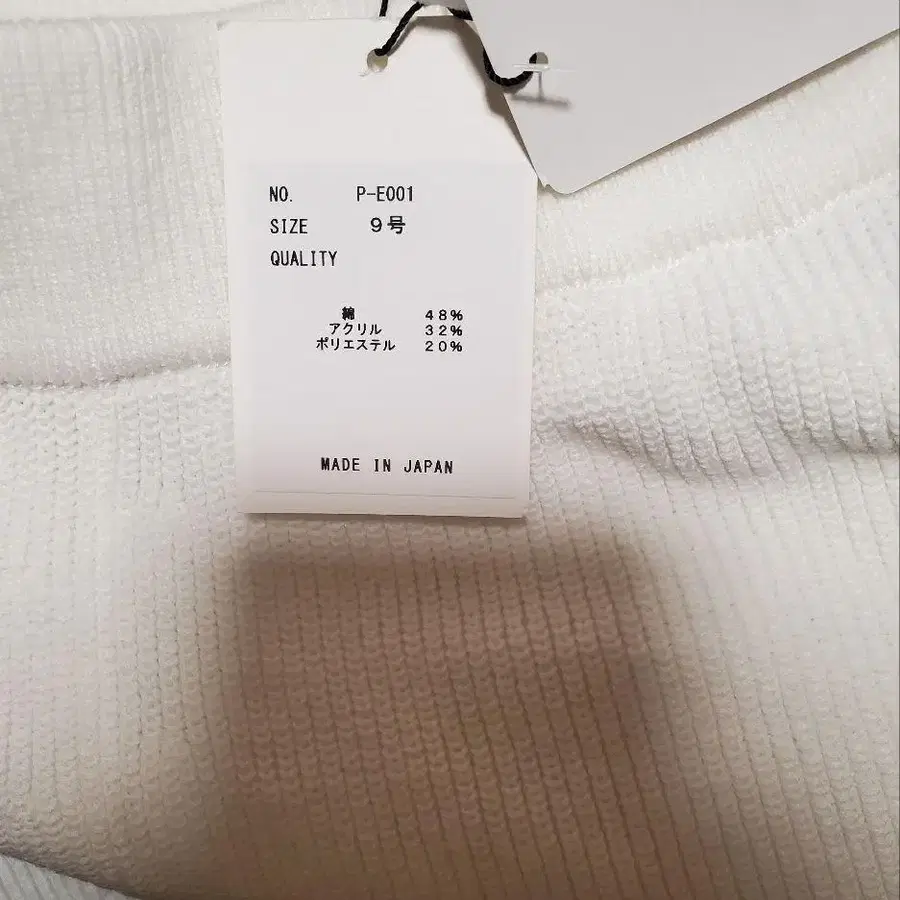 NO. P-E001
SIZE 9号
QUALITY
綿 48%
アクリル 32%
ポリエステル 20%
MADE IN JAPAN